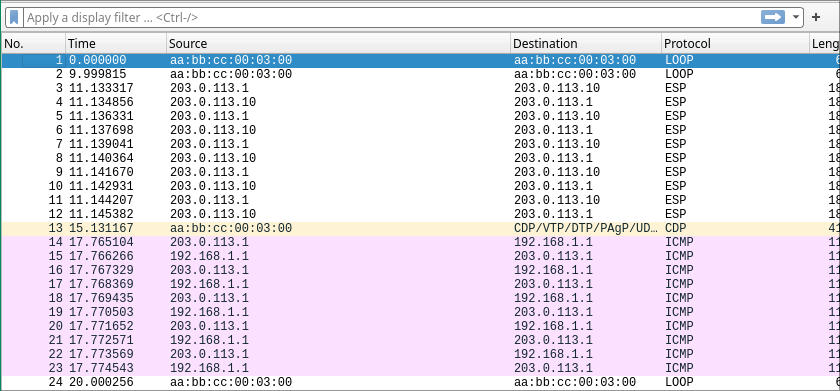 Apply a display filter ... <Ctrl-/>
No. Time Source Destination Protocol Leng
1 0.000000 aa:bb:cc:00:03:00 aa:bb:cc:00:03:00 LOOP 6
2 9.999815 aa:bb:cc:00:03:00 aa:bb:cc:00:03:00 LOOP 6
3 11.133317 203.0.113.1 203.0.113.10 ESP 18
4 11.134856 203.0.113.10 203.0.113.1 ESP 18
5 11.136331 203.0.113.1 203.0.113.10 ESP 18
6 11.137698 203.0.113.10 203.0.113.1 ESP 18
7 11.139041 203.0.113.1 203.0.113.10 ESP 18
8 11.140364 203.0.113.10 203.0.113.1 ESP 18
9 11.141670 203.0.113.1 203.0.113.10 ESP 18
10 11.142931 203.0.113.10 203.0.113.1 ESP 18
11 11.144207 203.0.113.1 203.0.113.10 ESP 18
12 11.145382 203.0.113.10 203.0.113.1 ESP 18
13 15.131167 aa:bb:cc:00:03:00 CDP/VTP/DTP/PAgP/UD… CDP 41
14 17.765104 203.0.113.1 192.168.1.1 ICMP 11
15 17.766266 192.168.1.1 203.0.113.1 ICMP 11
16 17.767329 203.0.113.1 192.168.1.1 ICMP 11
17 17.768369 192.168.1.1 203.0.113.1 ICMP 11
18 17.769435 203.0.113.1 192.168.1.1 ICMP 11
19 17.770503 192.168.1.1 203.0.113.1 ICMP 11
20 17.771652 203.0.113.1 192.168.1.1 ICMP 11
21 17.772571 192.168.1.1 203.0.113.1 ICMP 11
22 17.773569 203.0.113.1 192.168.1.1 ICMP 11
23 17.774543 192.168.1.1 203.0.113.1 ICMP 11
24 20.000256 aa:bb:cc:00:03:00 aa:bb:cc:00:03:00 LOOP 6